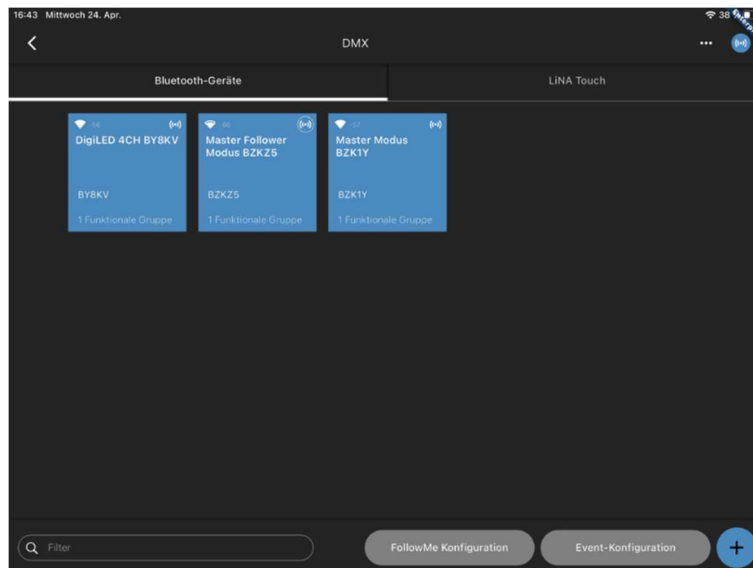 16:43 Mittwoch 24. Apr.
38
DMX
Bluetooth-Geräte
LiNA Touch
DigiLED 4CH BY8KV
BY8KV
1 Funktionale Gruppe
Master Follower
Modus BZKZ5
BZKZ5
1 Funktionale Gruppe
-57
Master Modus
BZK1Y
BZK1Y
1 Funktionale Gruppe
Filter
FollowMe Konfiguration
Event-Konfiguration